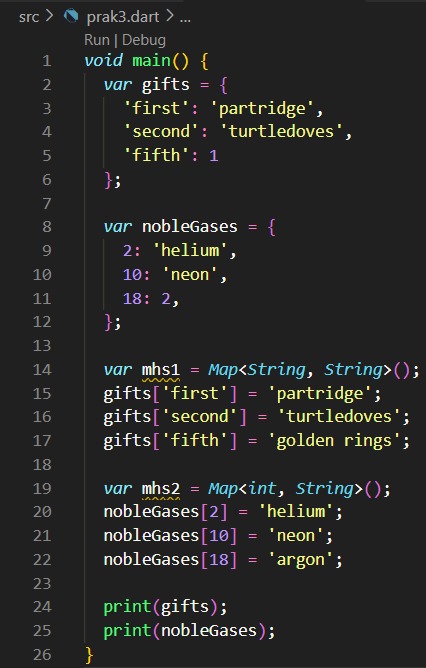 src > prak3.dart > ...
Run | Debug
1 void main() {
2   var gifts = {
3     'first': 'partridge',
4     'second': 'turtledoves',
5     'fifth': 1
6   };
7
8   var nobleGases = {
9     2: 'helium',
10     10: 'neon',
11     18: 2,
12   };
13
14   var mhs1 = Map<String, String>();
15   gifts['first'] = 'partridge';
16   gifts['second'] = 'turtledoves';
17   gifts['fifth'] = 'golden rings';
18
19   var mhs2 = Map<int, String>();
20   nobleGases[2] = 'helium';
21   nobleGases[10] = 'neon';
22   nobleGases[18] = 'argon';
23
24   print(gifts);
25   print(nobleGases);
26 }